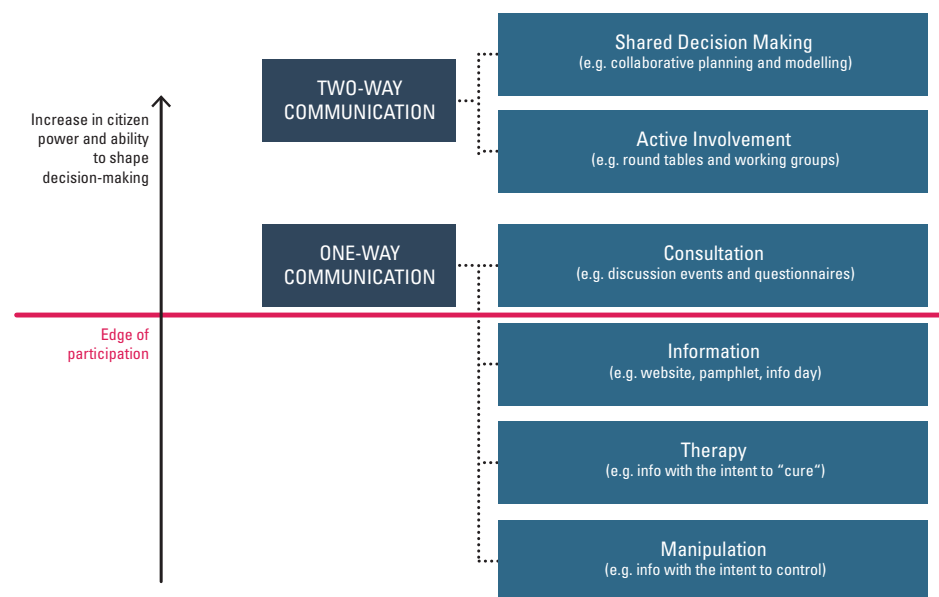 Increase in citizen
power and ability
to shape
decision-making
TWO-WAY
COMMUNICATION
Shared Decision Making
(e.g. collaborative planning and modelling)
Active Involvement
(e.g. round tables and working groups)
ONE-WAY
COMMUNICATION
Consultation
(e.g. discussion events and questionnaires)
Edge of
participation
Information
(e.g. website, pamphlet, info day)
Therapy
(e.g. info with the intent to “cure“)
Manipulation
(e.g. info with the intent to control)